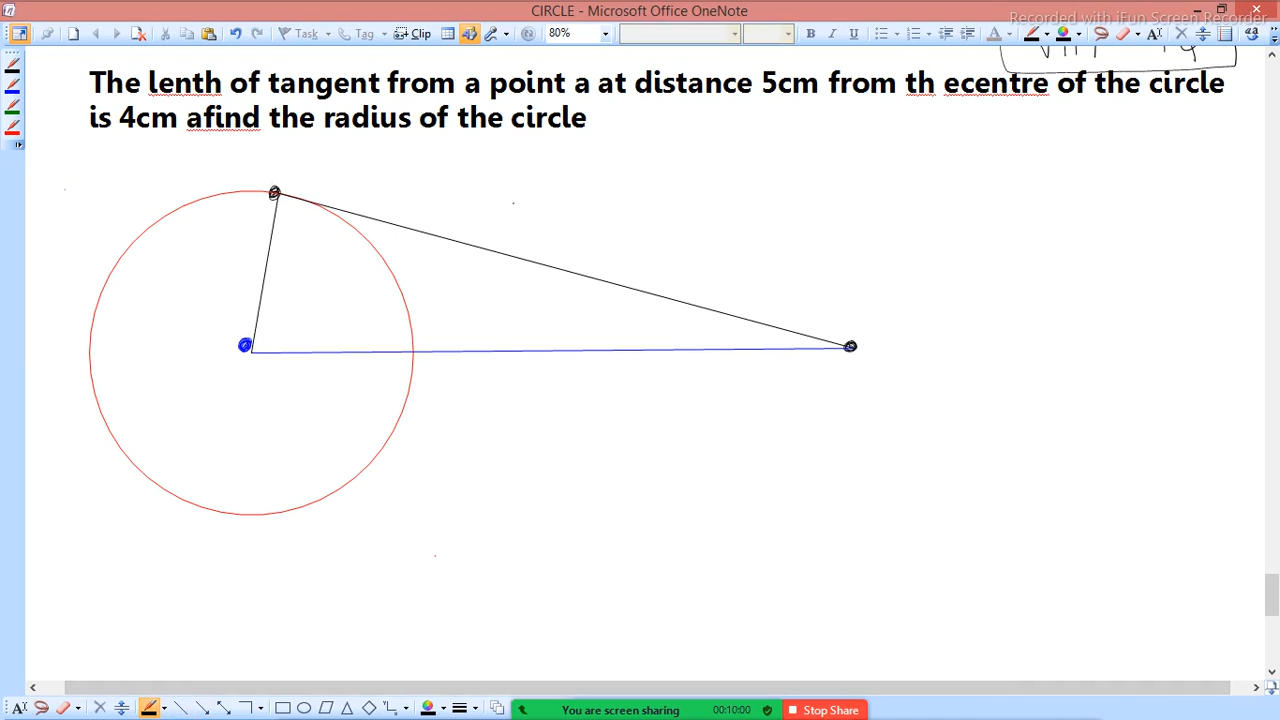 CIRCLE - Microsoft Office OneNote
Recorded with iFun Screen Recorder
Task Tag Clip 80% B I U A
The lenth of tangent from a point a at distance 5cm from th ecentre of the circle
is 4cm afind the radius of the circle
You are screen sharing 00:10:00 Stop Share